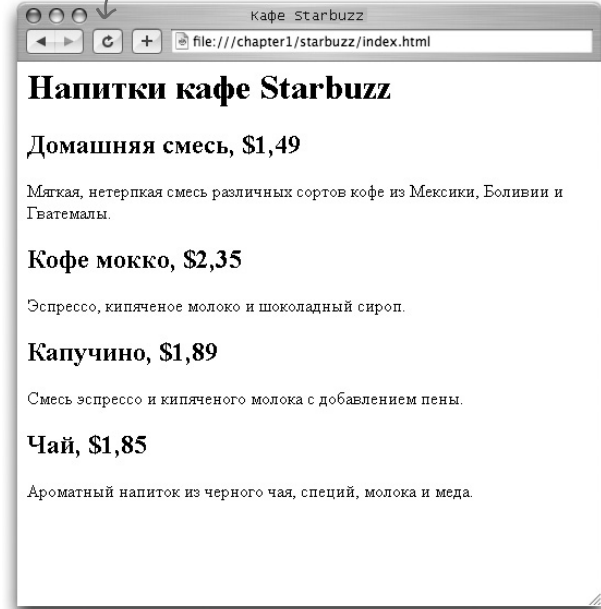 Кафе Starbuzz
file:///chapter1/starbuzz/index.html
Напитки кафе Starbuzz
Домашняя смесь, $1,49
Мягкая, нетерпкая смесь различных сортов кофе из Мексики, Боливии и
Гватемалы.
Кофе мокко, $2,35
Эспрессо, кипяченое молоко и шоколадный сироп.
Капучино, $1,89
Смесь эспрессо и кипяченого молока с добавлением пены.
Чай, $1,85
Ароматный напиток из черного чая, специй, молока и меда.